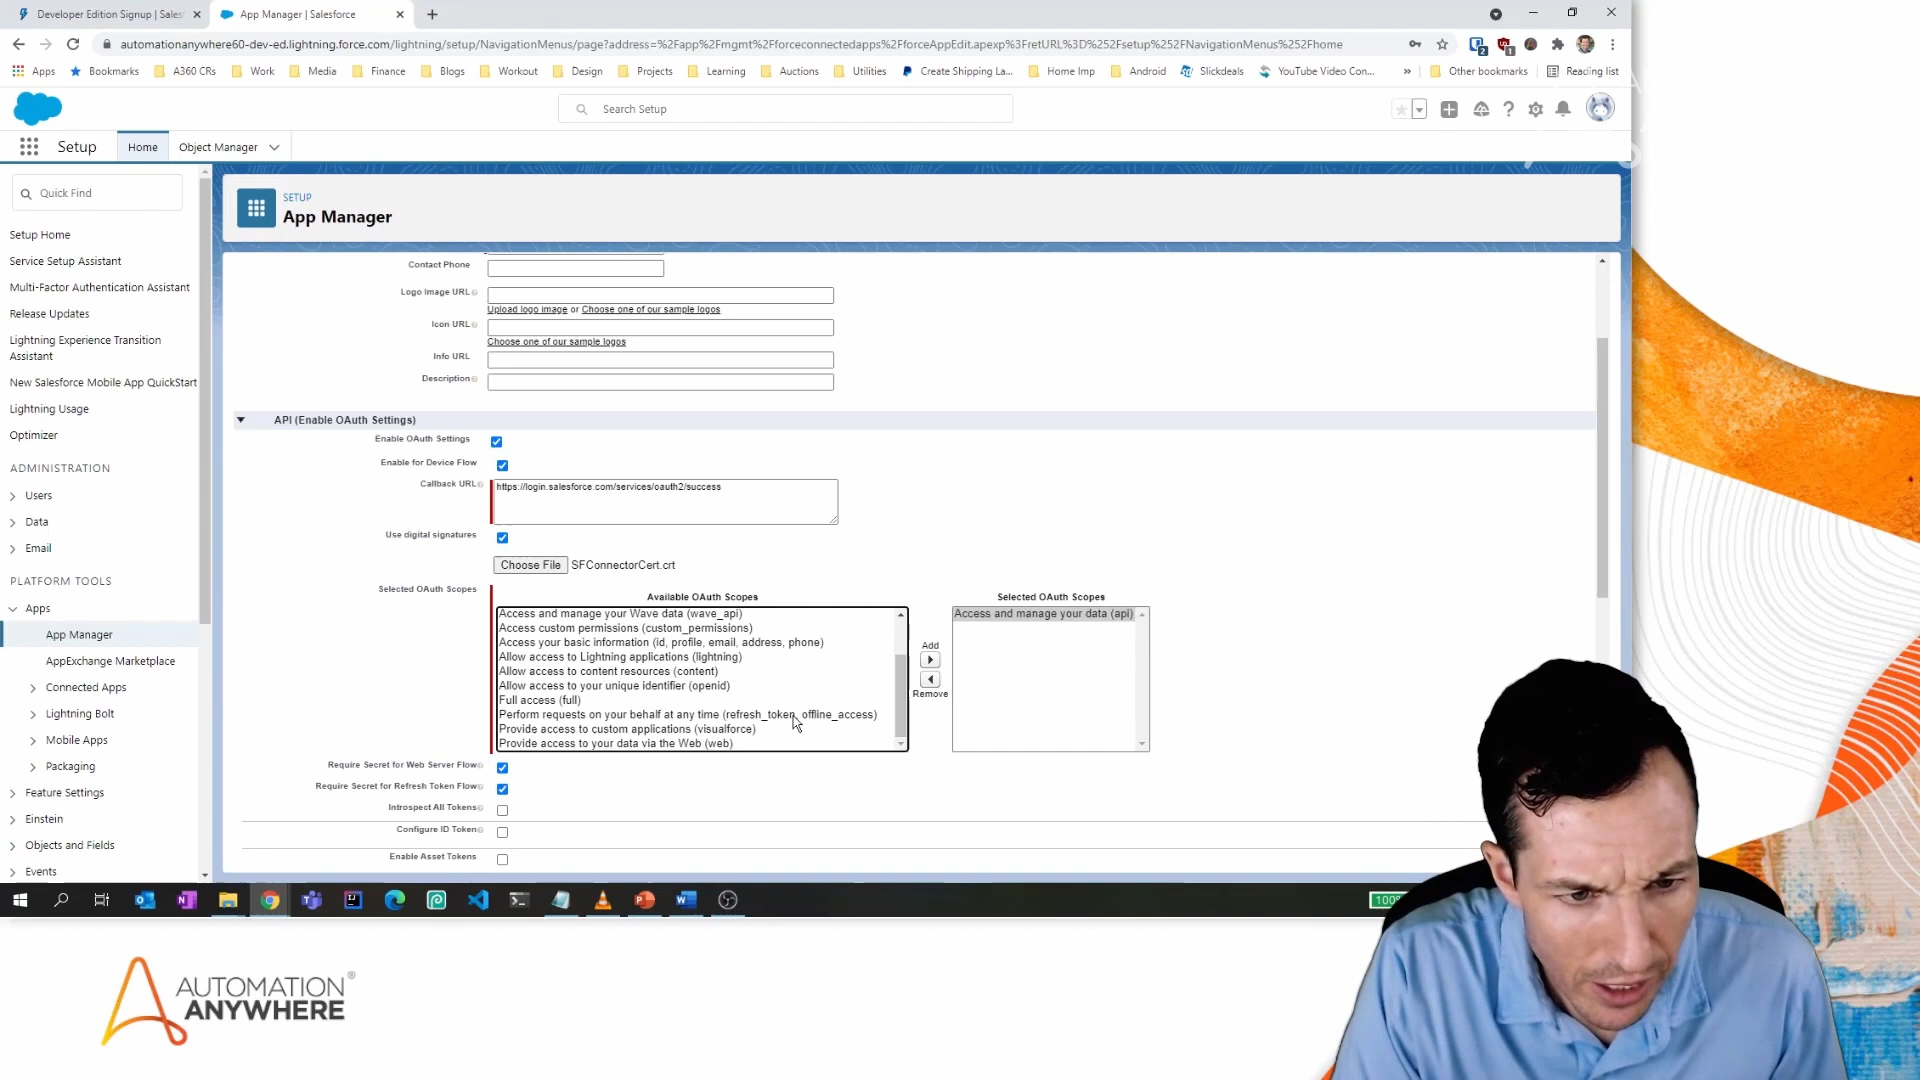 Developer Edition Signup | Sales
App Manager | Salesforce
automationanywhere60-dev-ed.lightning.force.com/lightning/setup/NavigationMenus/page?address=%2Fapp%2Fmgmt%2Fforceconnectedapps%2FforceAppEdit.apexp%3FretURL%3D%252Fsetup%252FNavigationMenus%252Fhome
Apps Bookmarks A360 CRs Work Media Finance Blogs Workout Design Projects Learning Auctions Utilities Create Shipping La... Home Imp Android Slickdeals YouTube Video Con... » Other bookmarks Reading list
Search Setup
Setup Home Object Manager
Quick Find
SETUP
App Manager
Setup Home
Service Setup Assistant
Multi-Factor Authentication Assistant
Release Updates
Lightning Experience Transition
Assistant
New Salesforce Mobile App QuickStart
Lightning Usage
Optimizer
ADMINISTRATION
Users
Data
Email
PLATFORM TOOLS
Apps
App Manager
AppExchange Marketplace
Connected Apps
Lightning Bolt
Mobile Apps
Packaging
Feature Settings
Einstein
Objects and Fields
Events
Contact Phone
Logo Image URL
Upload logo image or Choose one of our sample logos
Icon URL
Choose one of our sample logos
Info URL
Description
API (Enable OAuth Settings)
Enable OAuth Settings
Enable for Device Flow
Callback URL
https://login.salesforce.com/services/oauth2/success
Use digital signatures
Choose File SFConnectorCert.crt
Selected OAuth Scopes
Available OAuth Scopes
Access and manage your Wave data (wave_api)
Access custom permissions (custom_permissions)
Access your basic information (id, profile, email, address, phone)
Allow access to Lightning applications (lightning)
Allow access to content resources (content)
Allow access to your unique identifier (openid)
Full access (full)
Perform requests on your behalf at any time (refresh_token, offline_access)
Provide access to custom applications (visualforce)
Provide access to your data via the Web (web)
Add
Remove
Selected OAuth Scopes
Access and manage your data (api)
Require Secret for Web Server Flow
Require Secret for Refresh Token Flow
Introspect All Tokens
Configure ID Token
Enable Asset Tokens
100%
AUTOMATION
ANYWHERE
®